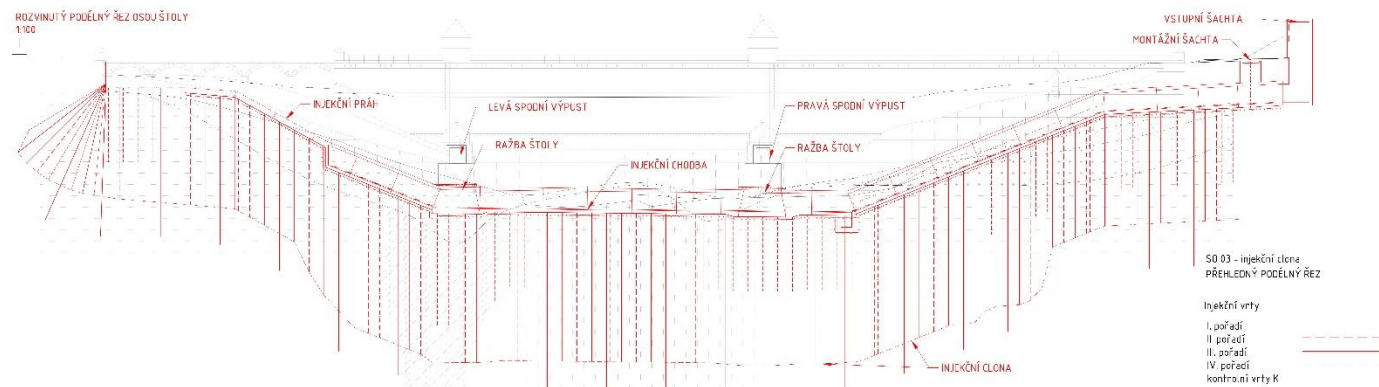 ROZVINUTÝ PODÉLNÝ ŘEZ OSOU ŠTOLY
1:100
VSTUPNÍ ŠACHTA
MONTÁŽNÍ ŠACHTA
INJEKČNÍ PRÁH
LEVÁ SPODNÍ VÝPUST
PRAVÁ SPODNÍ VÝPUST
RAŽBA ŠTOLY
RAŽBA ŠTOLY
INJEKČNÍ CHODBA
SO 03 - injekční clona
PŘEHLEDNÝ PODÉLNÝ ŘEZ
Injekční vrty
I. pořadí
II pořadí
III. pořadí
IV. pořadí
kontrolní vrty K
INJEKČNÍ CLONA